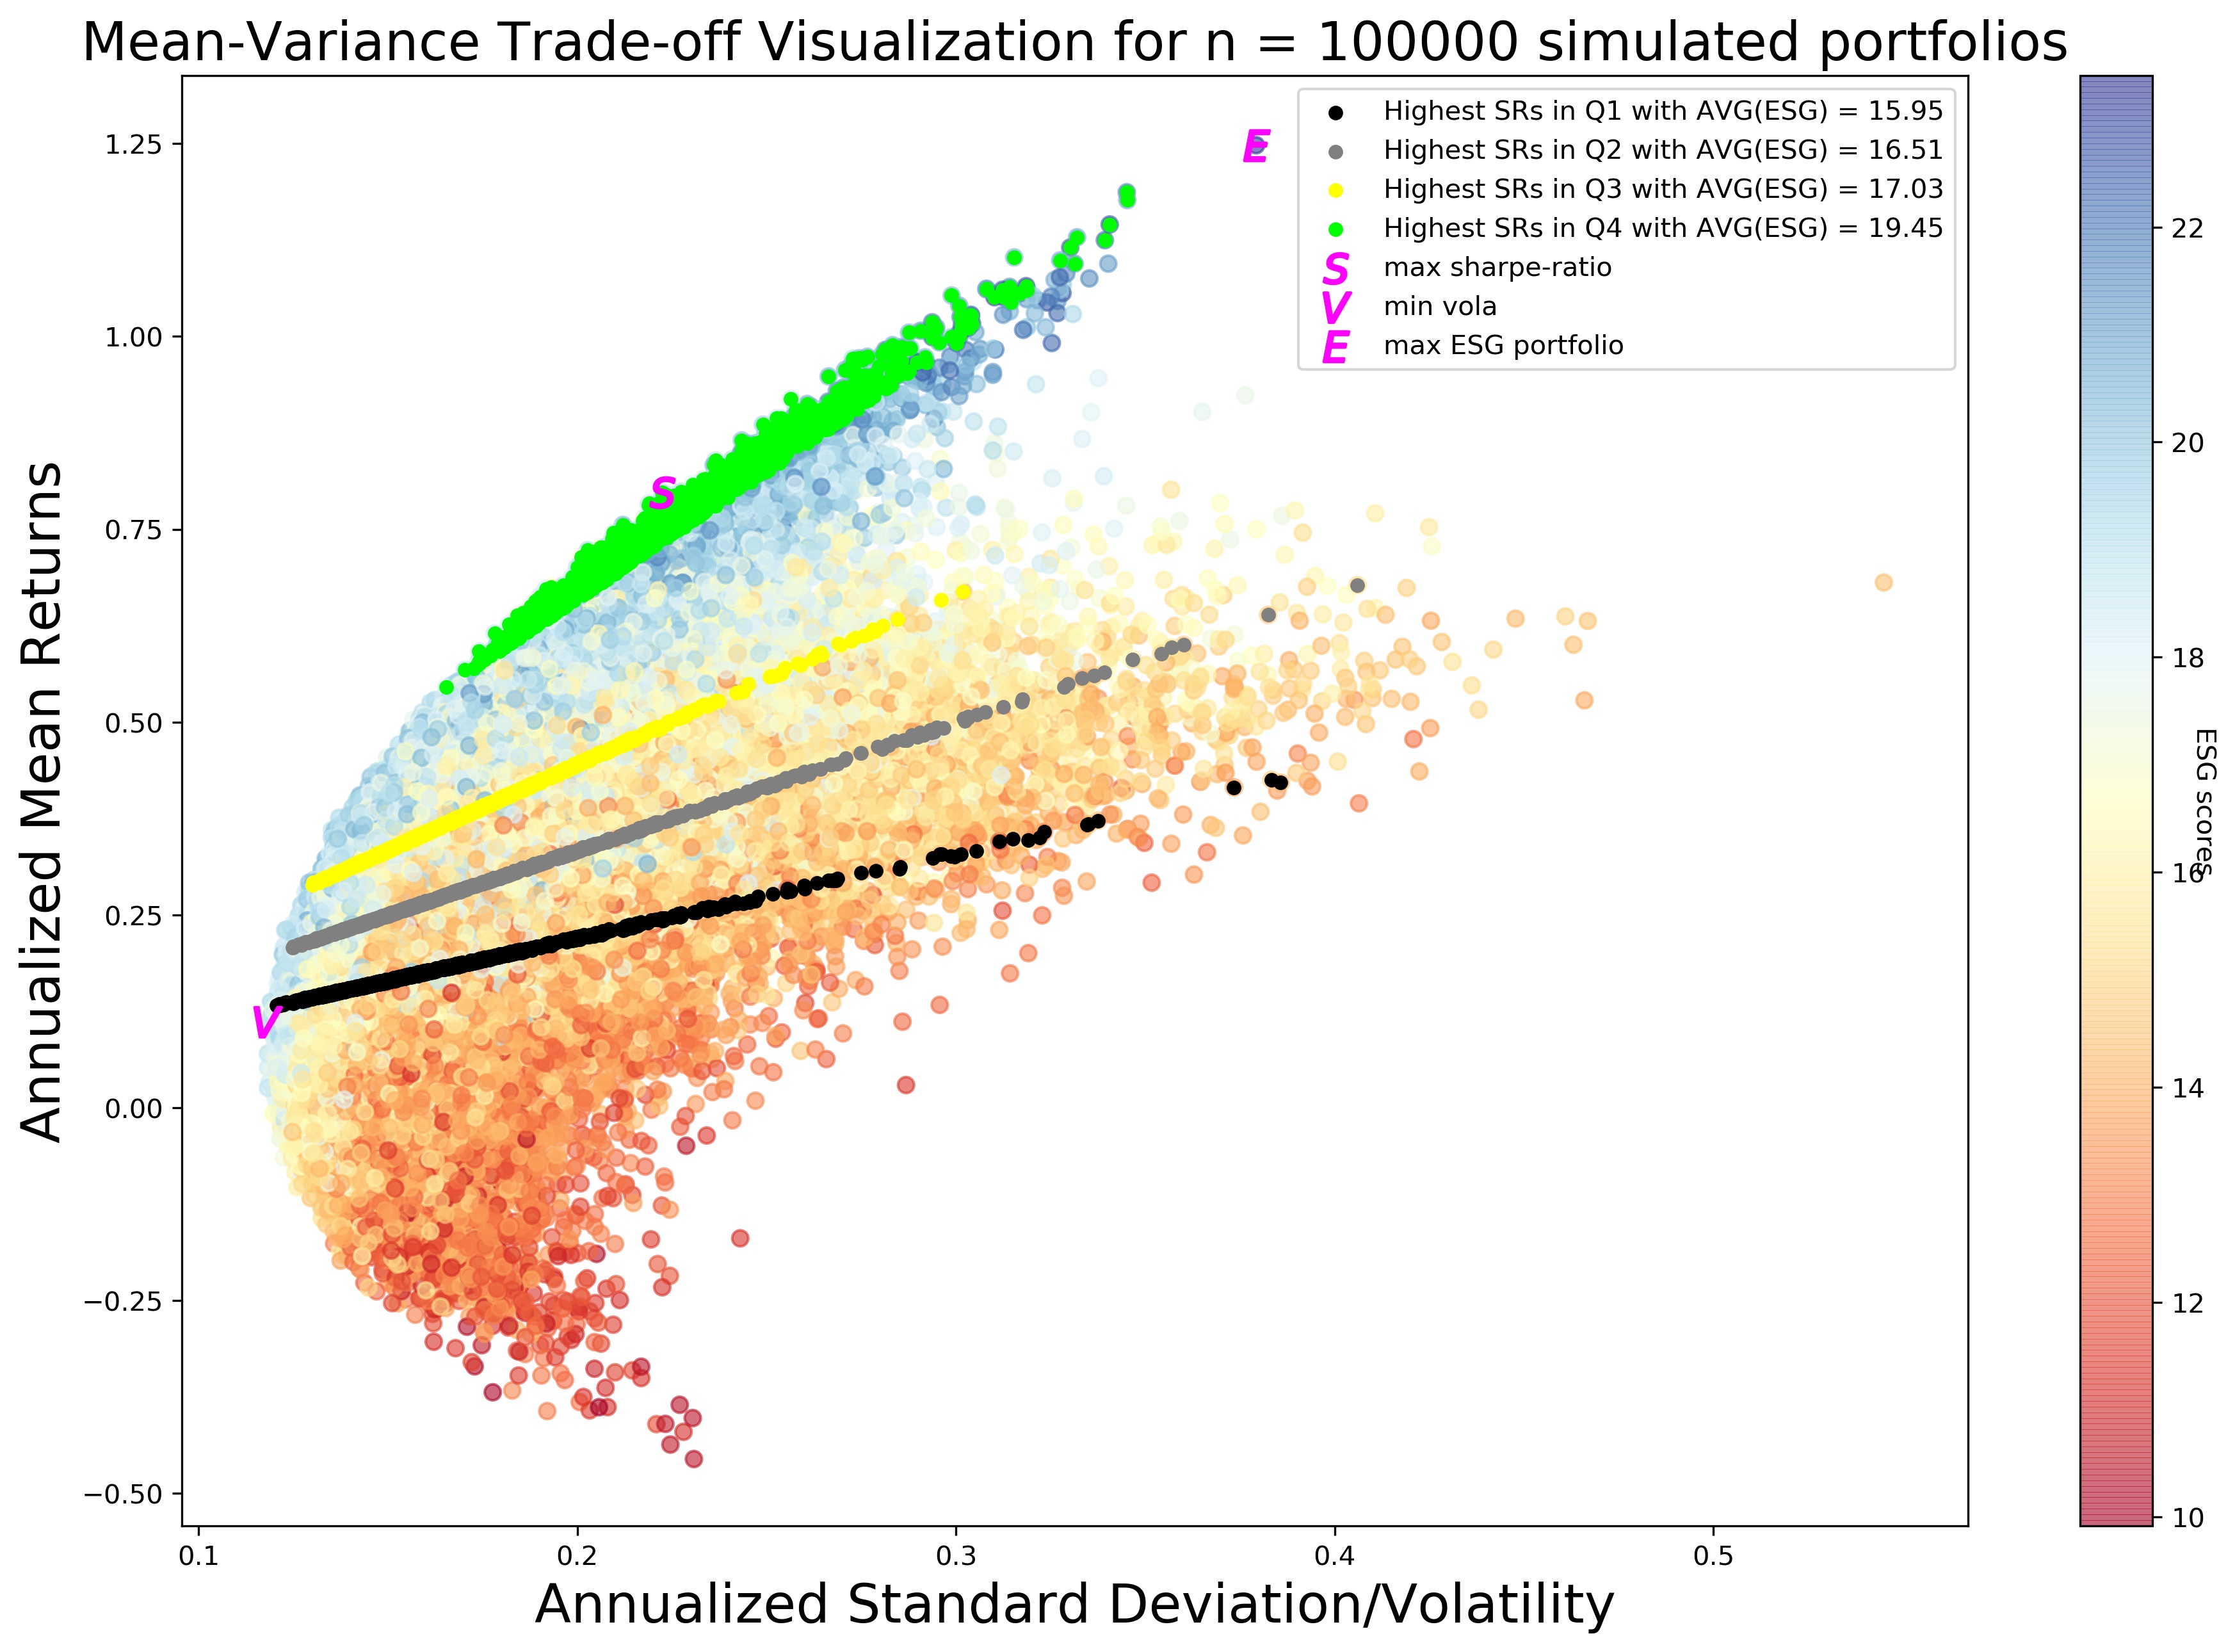 Mean-Variance Trade-off Visualization for n = 100000 simulated portfolios
Highest SRs in Q1 with AVG(ESG) = 15.95
Highest SRs in Q2 with AVG(ESG) = 16.51
Highest SRs in Q3 with AVG(ESG) = 17.03
Highest SRs in Q4 with AVG(ESG) = 19.45
S max sharpe-ratio
V min vola
E max ESG portfolio
E
S
V
Annualized Mean Returns
1.25
1.00
0.75
0.50
0.25
0.00
−0.25
−0.50
0.1 0.2 0.3 0.4 0.5
Annualized Standard Deviation/Volatility
22
20
18
16
14
12
10
ESG scores